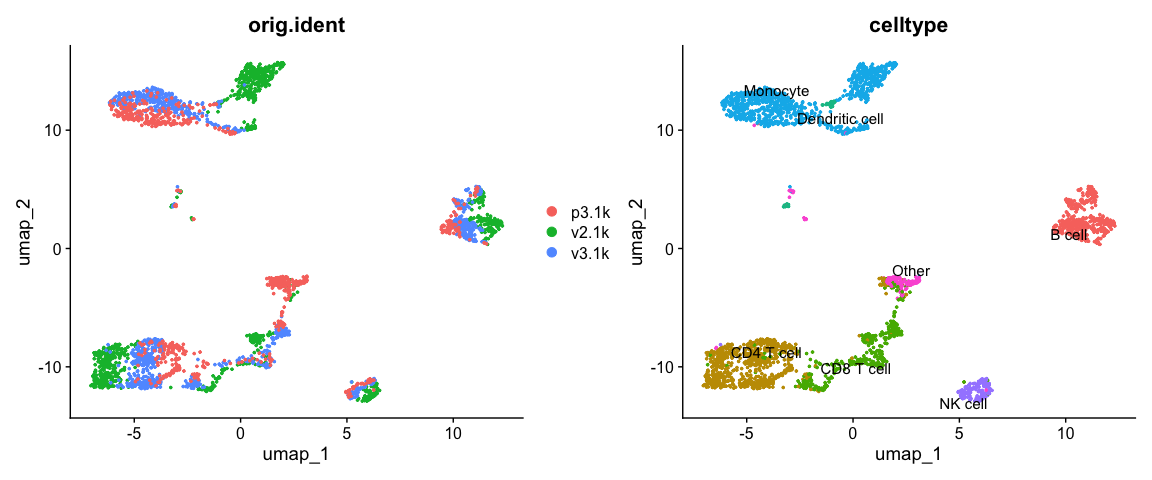 orig.ident
umap_2
10
0
-10
-5
0
5
10
umap_1
p3.1k
v2.1k
v3.1k
celltype
umap_2
10
0
-10
Monocyte
Dendritic cell
B cell
Other
CD4 T cell
CD8 T cell
NK cell
-5
0
5
10
umap_1